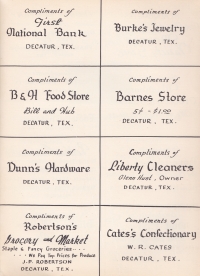 Compliments of
First
National Bank
DECATUR, TEX.
Compliments of
Burke's Jewelry
DECATUR, TEX.
Compliments of
B & H Food Store
Bill and Hub
DECATUR, TEX.
Compliments of
Barnes Store
5¢ - $1.00
DECATUR, TEX.
Compliments of
Dunn's Hardware
DECATUR, TEX.
Compliments of
Liberty Cleaners
Hunt, Owner
DECATUR, TEX.
Compliments of
Robertson's
Grocery and Market
Staple & Fancy Groceries
We Pay Top Prices for Produce
J.P. ROBERTSON
DECATUR, TEX.
Compliments of
Cates's Confectionary
W. R. CATES
DECATUR, TEX.